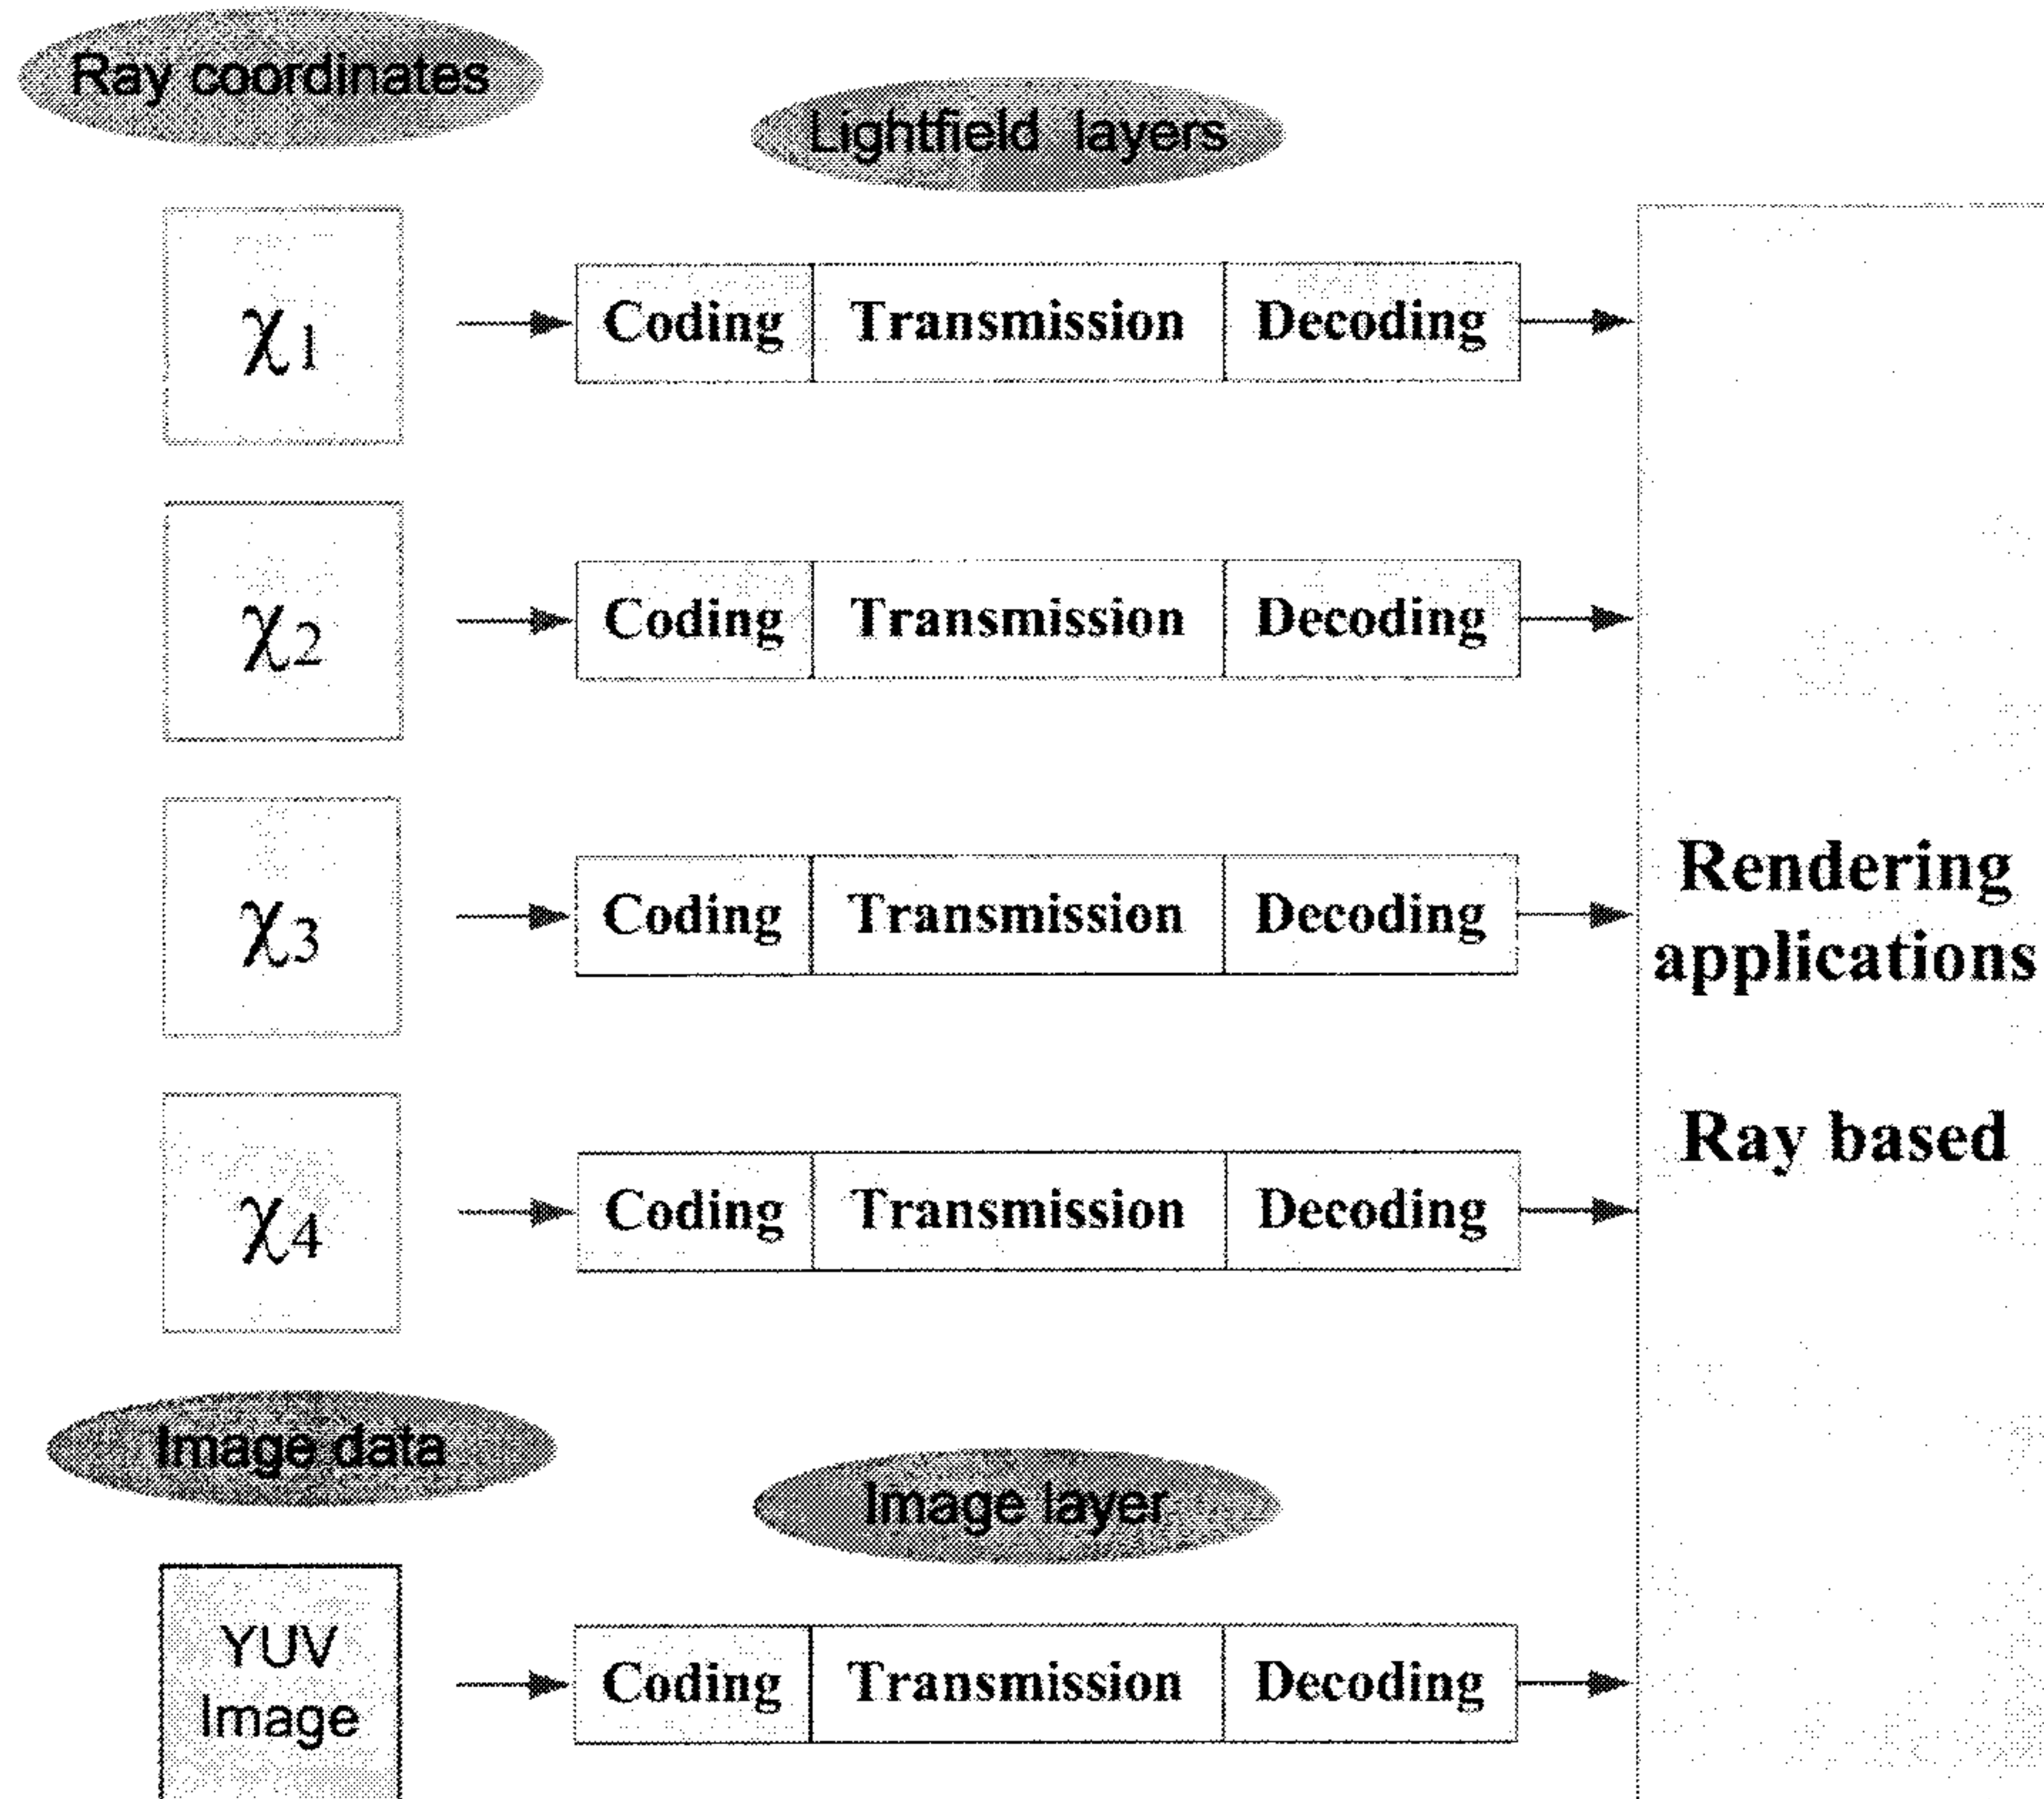 Ray coordinates
Lightfield layers
χ1
Coding Transmission Decoding
χ2
Coding Transmission Decoding
χ3
Coding Transmission Decoding
Rendering
applications
Ray based
χ4
Coding Transmission Decoding
Image data
Image layer
YUV
Image
Coding Transmission Decoding